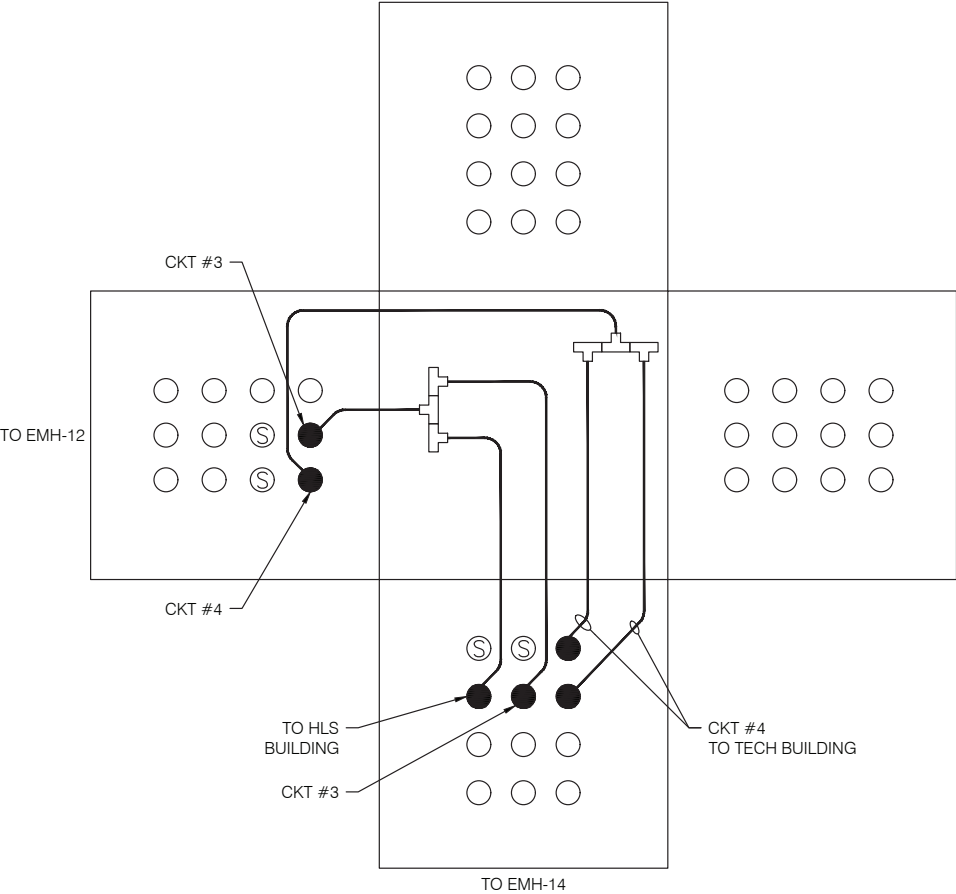 CKT #3
TO EMH-12
S
S
CKT #4
S S
TO HLS
BUILDING
CKT #4
TO TECH BUILDING
CKT #3
TO EMH-14